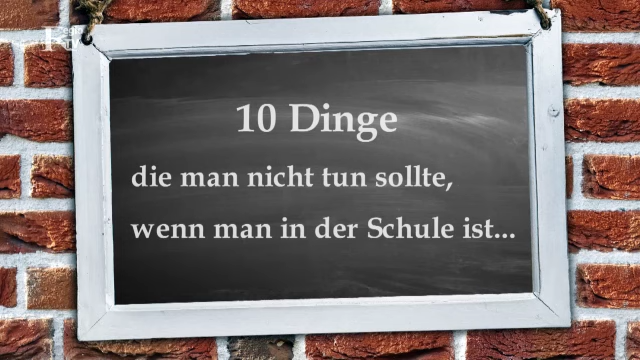 10 Dinge
die man nicht tun sollte,
wenn man in der Schule ist...